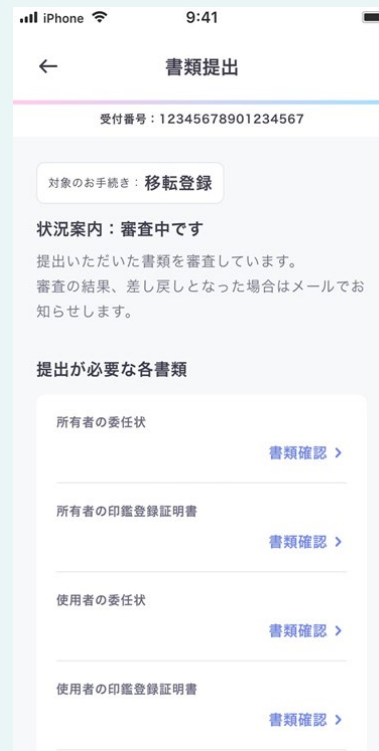 iPhone 9:41
書類提出
受付番号：12345678901234567
対象のお手続き：移転登録
状況案内：審査中です
提出いただいた書類を審査しています。
審査の結果、差し戻しとなった場合はメールでお
知らせします。
提出が必要な各書類
所有者の委任状
書類確認
所有者の印鑑登録証明書
書類確認
使用者の委任状
書類確認
使用者の印鑑登録証明書
書類確認